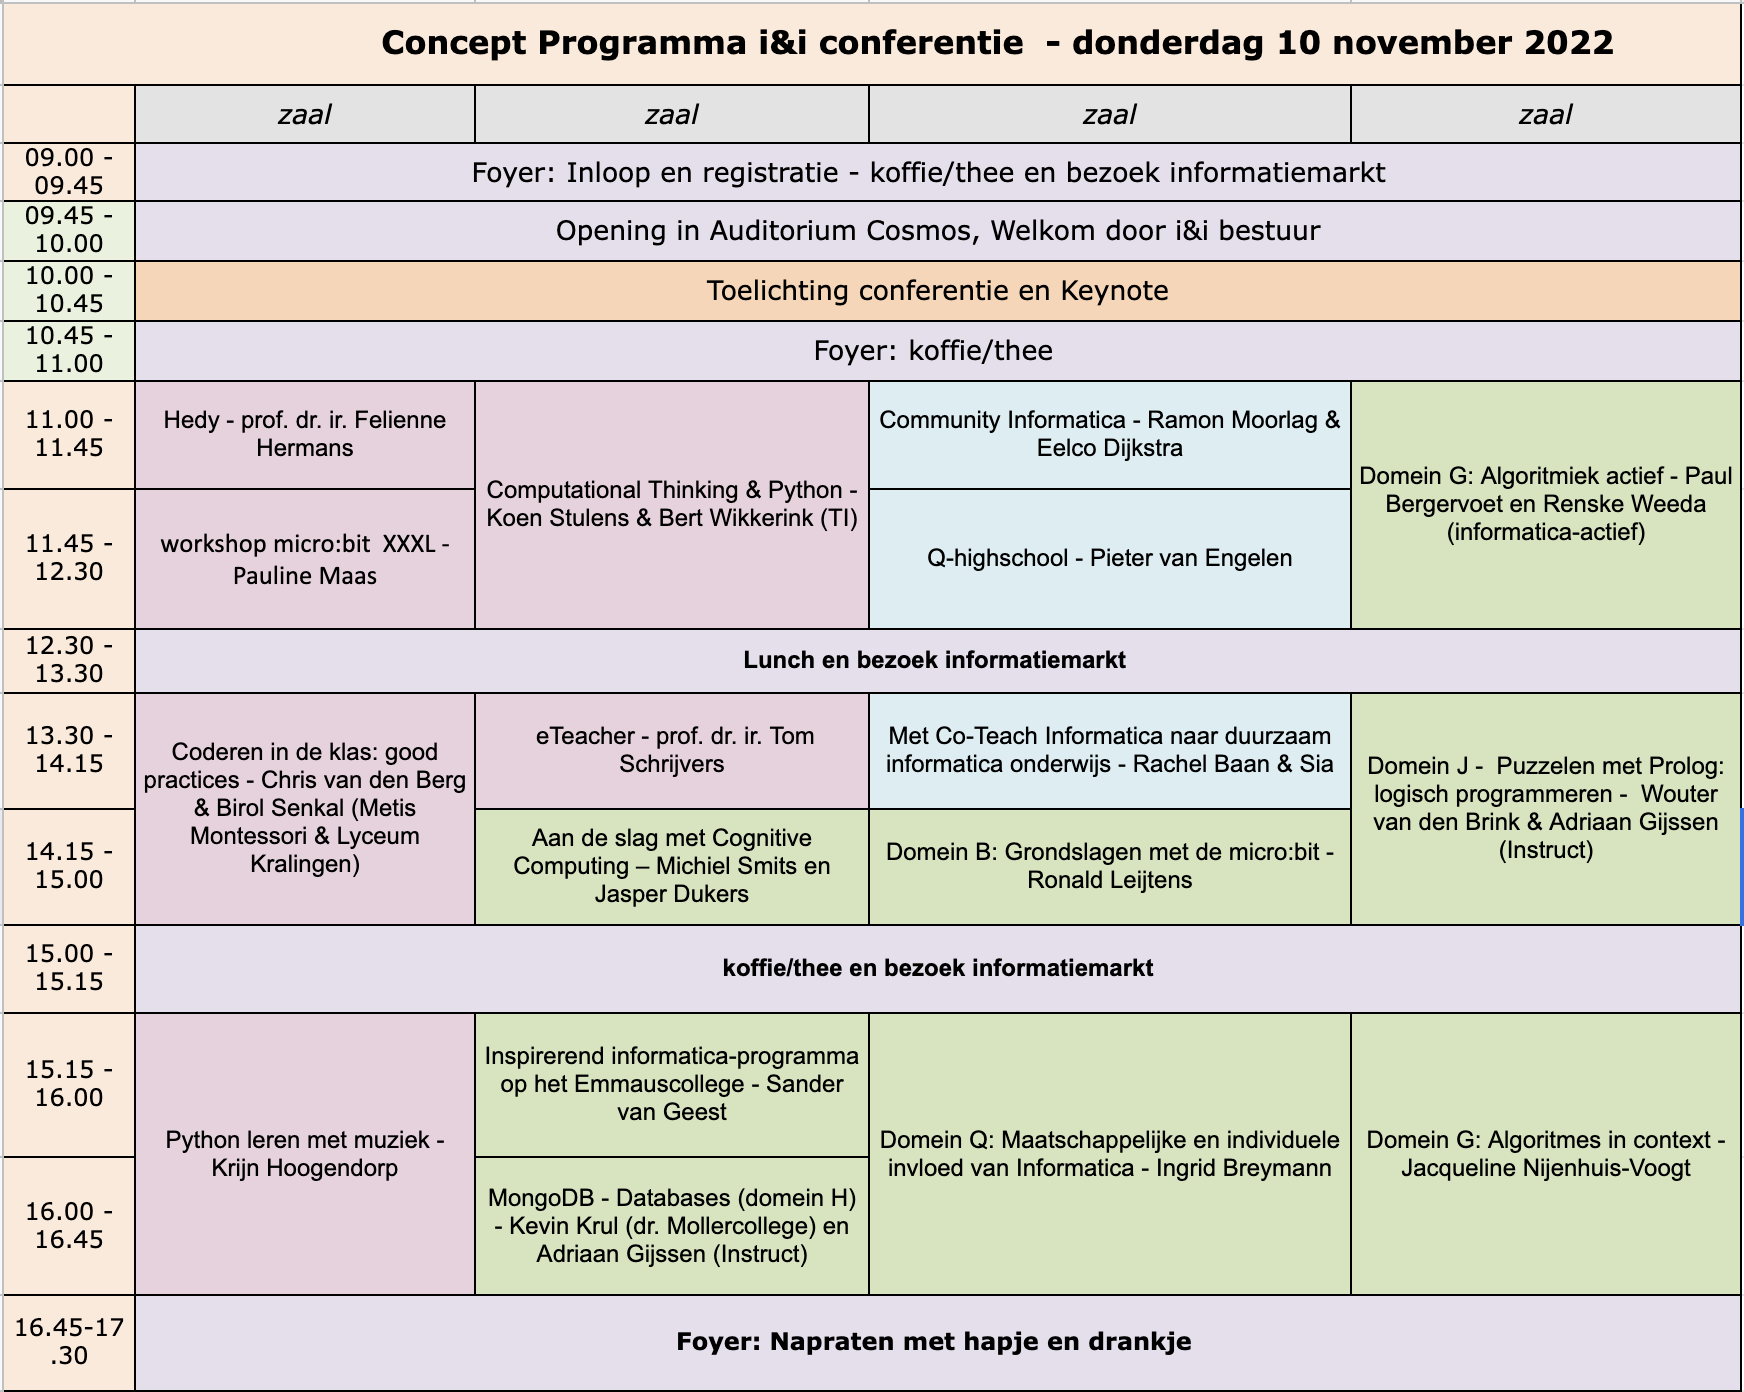 Concept Programma i&i conferentie - donderdag 10 november 2022
zaal
zaal
zaal
zaal
09.00 -
09.45
Foyer: Inloop en registratie - koffie/thee en bezoek informatiemarkt
09.45 -
10.00
Opening in Auditorium Cosmos, Welkom door i&i bestuur
10.00 -
10.45
Toelichting conferentie en Keynote
10.45 -
11.00
Foyer: koffie/thee
11.00 -
11.45
Hedy - prof. dr. ir. Felienne
Hermans
Computational Thinking & Python -
Koen Stulens & Bert Wikkerink (TI)
Community Informatica - Ramon Moorlag &
Eelco Dijkstra
Domein G: Algoritmiek actief - Paul
Bergervoet en Renske Weeda
(informatica-actief)
11.45 -
12.30
workshop micro:bit XXXL -
Pauline Maas
Q-highschool - Pieter van Engelen
12.30 -
13.30
Lunch en bezoek informatiemarkt
13.30 -
14.15
Coderen in de klas: good
practices - Chris van den Berg
& Birol Senkal (Metis
Montessori & Lyceum
Kralingen)
eTeacher - prof. dr. ir. Tom
Schrijvers
Met Co-Teach Informatica naar duurzaam
informatica onderwijs - Rachel Baan & Sia
Domein J - Puzzelen met Prolog:
logisch programmeren - Wouter
van den Brink & Adriaan Gijssen
(Instruct)
14.15 -
15.00
Aan de slag met Cognitive
Computing – Michiel Smits en
Jasper Dukers
Domein B: Grondslagen met de micro:bit -
Ronald Leijtens
15.00 -
15.15
koffie/thee en bezoek informatiemarkt
15.15 -
16.00
Python leren met muziek -
Krijn Hoogendorp
Inspirerend informatica-programma
op het Emmauscollege - Sander
van Geest
Domein Q: Maatschappelijke en individuele
invloed van Informatica - Ingrid Breymann
Domein G: Algoritmes in context -
Jacqueline Nijenhuis-Voogt
16.00 -
16.45
MongoDB - Databases (domein H)
- Kevin Krul (dr. Mollercollege) en
Adriaan Gijssen (Instruct)
16.45-17
.30
Foyer: Napraten met hapje en drankje